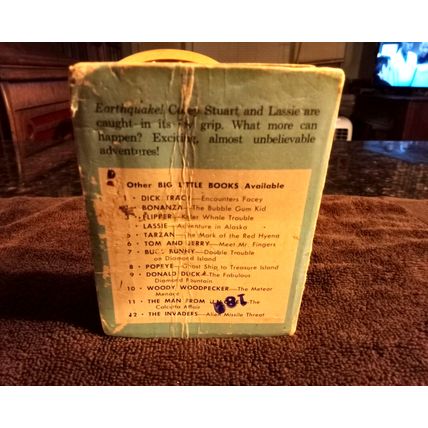 Earthquake! Corey Stuart and Lassie are
caught in its grip. What more can
happen? Exciting, almost unbelievable
adventures!
Other BIG LITTLE BOOKS Available
1 • DICK TRACY—Encounters Facey
BONANZA—The Bubble Gum Kid
3 FLIPPER—Killer Whale Trouble
LASSIE—Adventure in Alaska
5 • TARZAN—The Mark of the Red Hyena
6 • TOM AND JERRY—Meet Mr. Fingers
7 • BUGS BUNNY—Double Trouble
on Diamond Island
8 • POPEYE—Ghost Ship to Treasure Island
9 • DONALD DUCK—The Fabulous
Diamond Fountain
10 • WOODY WOODPECKER—The Meteor
Menace
11 • THE MAN FROM U.N.C.L.E.—The
Calcutta Affair
12 • THE INVADERS—Alien Missile Threat